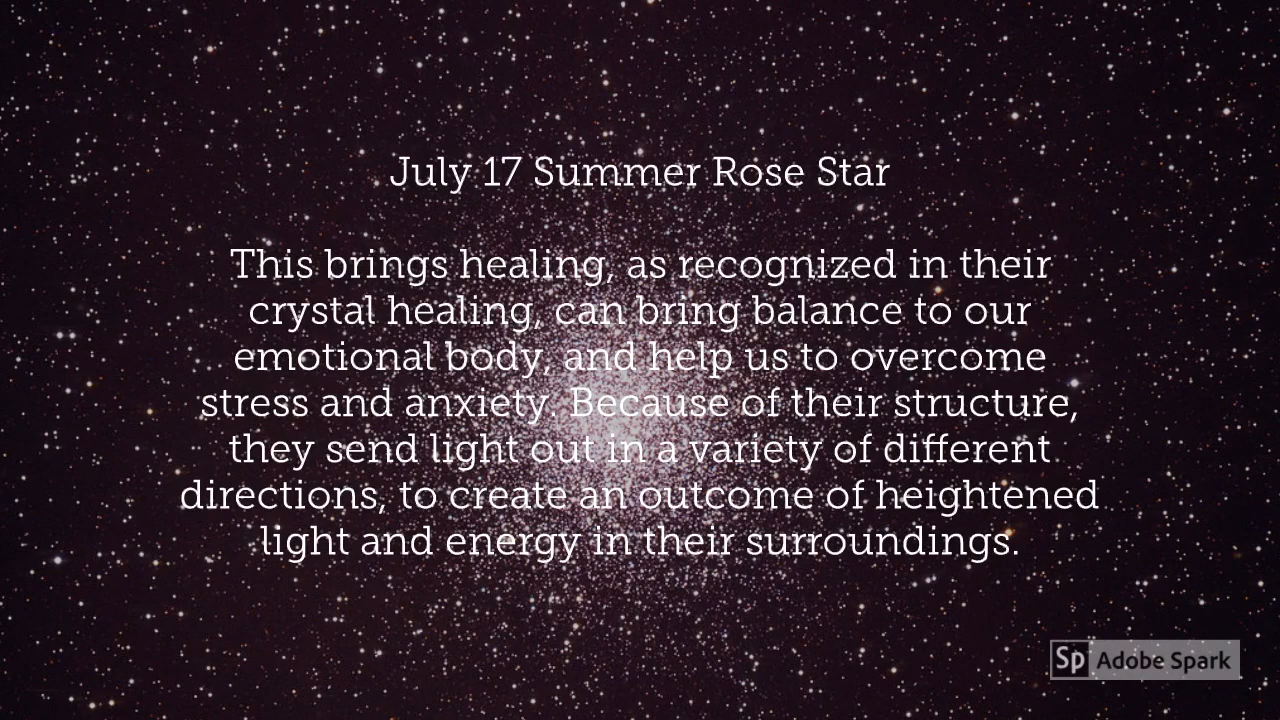 July 17 Summer Rose Star
This brings healing, as recognized in their
crystal healing, can bring balance to our
emotional body, and help us to overcome
stress and anxiety. Because of their structure,
they send light out in a variety of different
directions, to create an outcome of heightened
light and energy in their surroundings.
Sp Adobe Spark